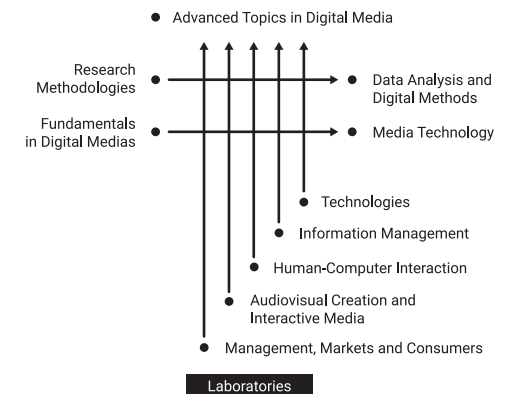 Advanced Topics in Digital Media
Research
Methodologies
Data Analysis and
Digital Methods
Fundamentals
in Digital Medias
Media Technology
Technologies
Information Management
Human-Computer Interaction
Audiovisual Creation and
Interactive Media
Management, Markets and Consumers
Laboratories